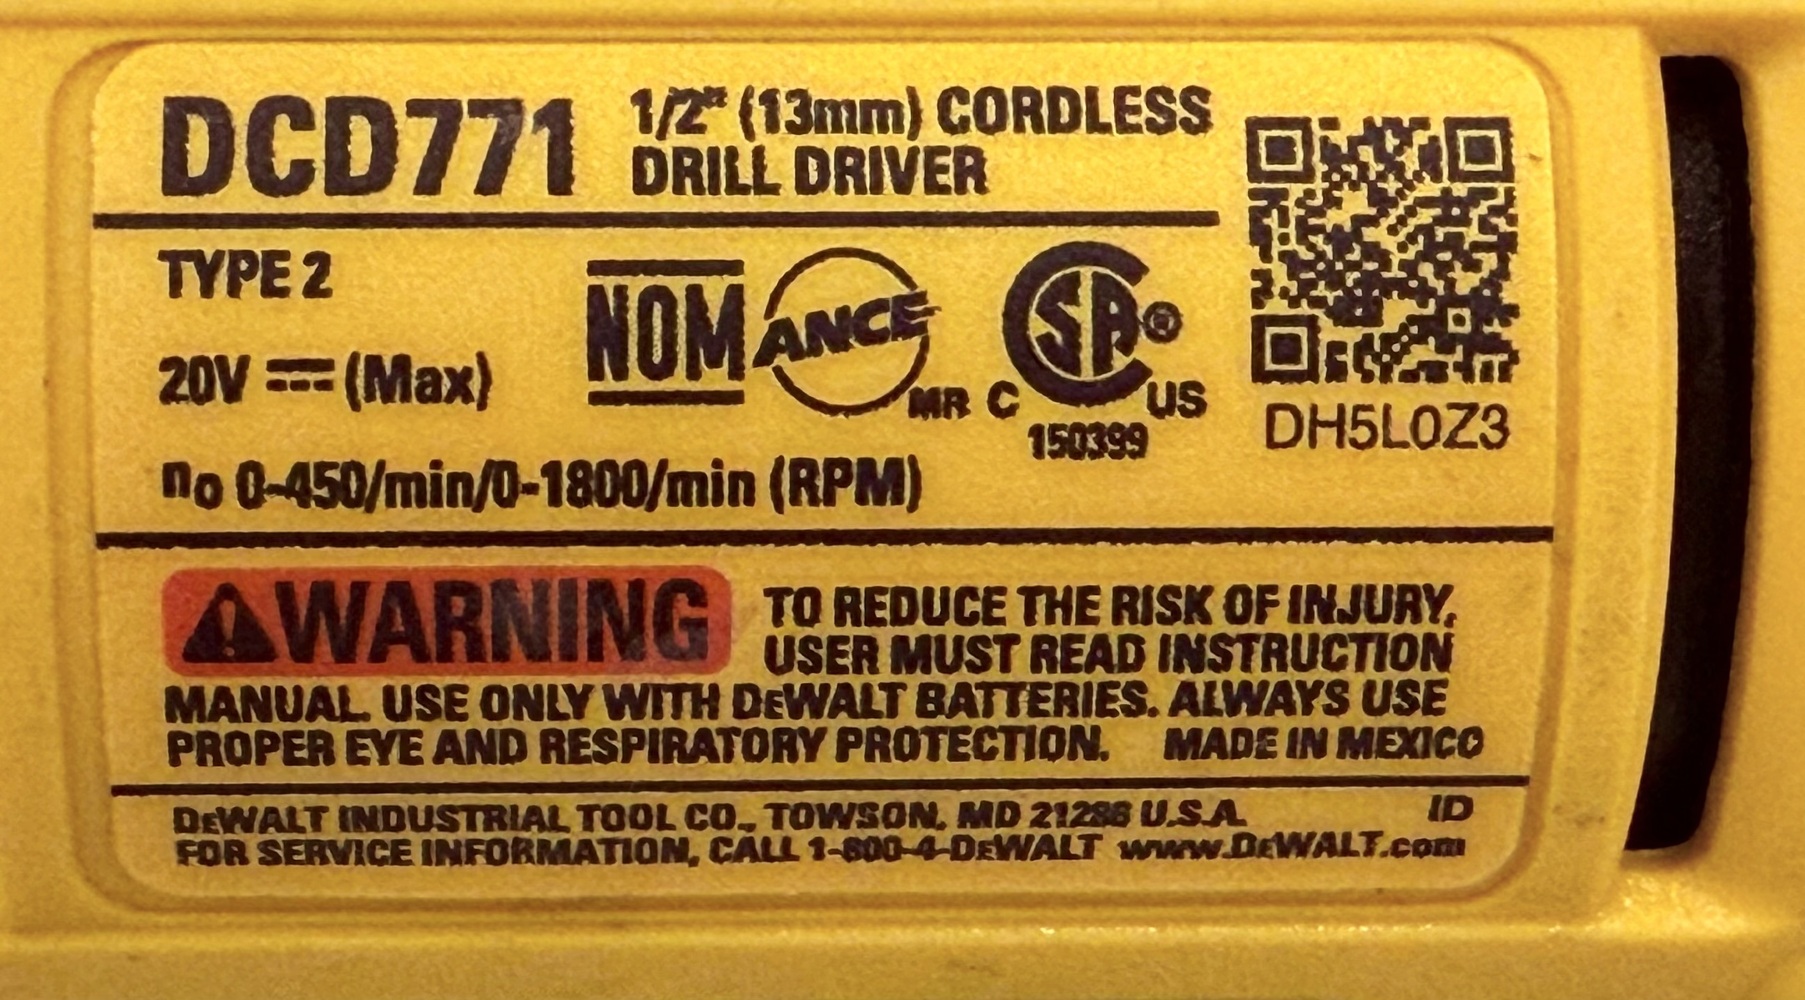 DCD771 1/2" (13mm) CORDLESS
DRILL DRIVER
TYPE 2
20V ⎓ (Max)
NOM ANCE MR
C CSA® US
150399
DH5L0Z3
no 0-450/min/0-1800/min (RPM)
⚠WARNING TO REDUCE THE RISK OF INJURY,
USER MUST READ INSTRUCTION
MANUAL. USE ONLY WITH DEWALT BATTERIES. ALWAYS USE
PROPER EYE AND RESPIRATORY PROTECTION. MADE IN MEXICO
DEWALT INDUSTRIAL TOOL CO., TOWSON, MD 21286 U.S.A. ID
FOR SERVICE INFORMATION, CALL 1-800-4-DEWALT www.DEWALT.com